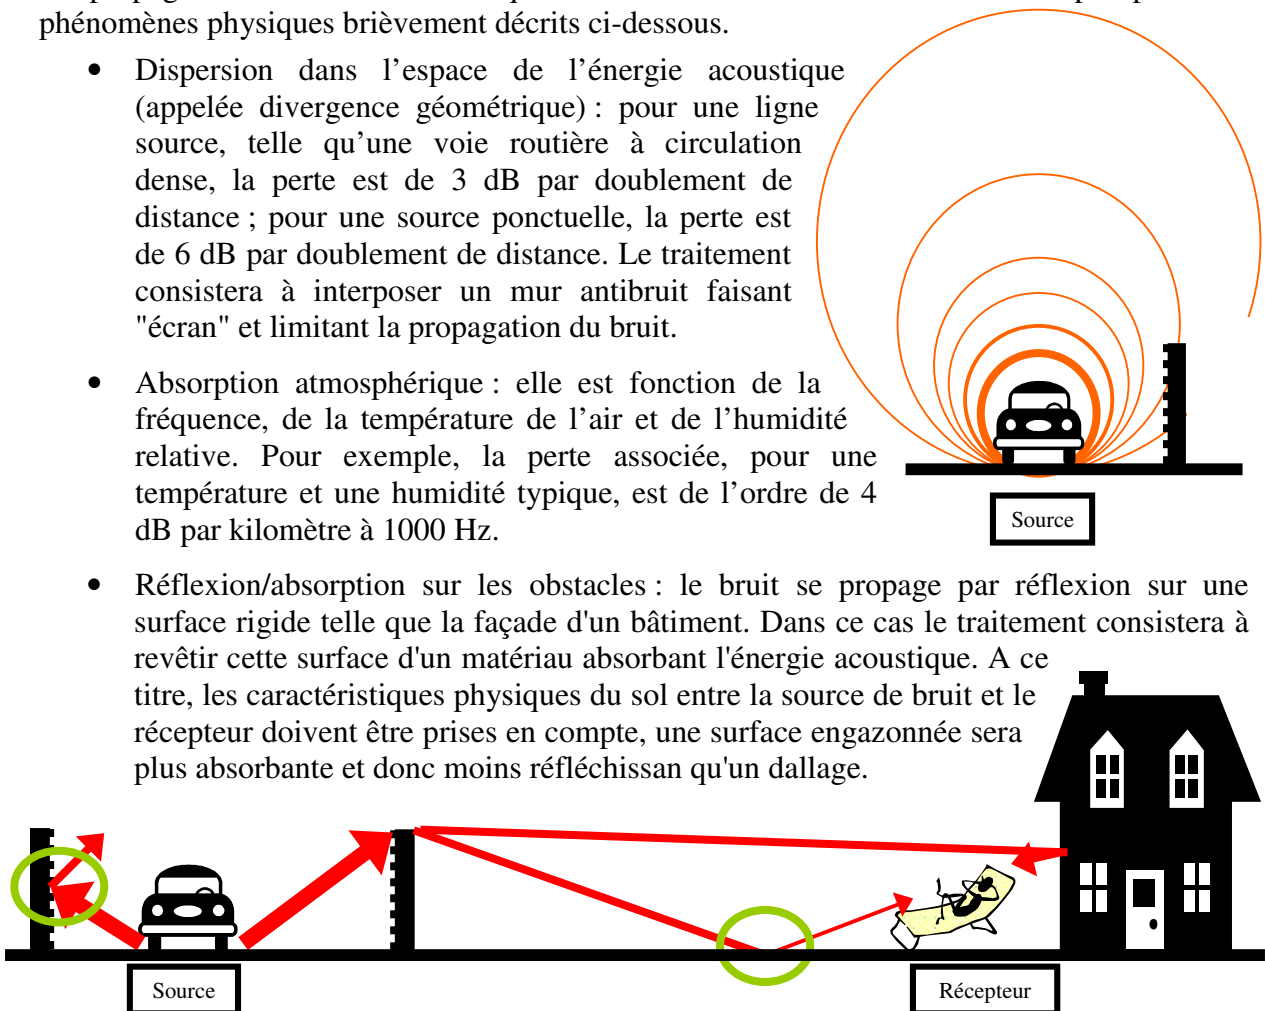 phénomènes physiques brièvement décrits ci-dessous.
• Dispersion dans l'espace de l'énergie acoustique
(appelée divergence géométrique) : pour une ligne
source, telle qu'une voie routière à circulation
dense, la perte est de 3 dB par doublement de
distance ; pour une source ponctuelle, la perte est
de 6 dB par doublement de distance. Le traitement
consistera à interposer un mur antibruit faisant
"écran" et limitant la propagation du bruit.
• Absorption atmosphérique : elle est fonction de la
fréquence, de la température de l'air et de l'humidité
relative. Pour exemple, la perte associée, pour une
température et une humidité typique, est de l'ordre de 4
dB par kilomètre à 1000 Hz.
Source
• Réflexion/absorption sur les obstacles : le bruit se propage par réflexion sur une
surface rigide telle que la façade d'un bâtiment. Dans ce cas le traitement consistera à
revêtir cette surface d'un matériau absorbant l'énergie acoustique. A ce
titre, les caractéristiques physiques du sol entre la source de bruit et le
récepteur doivent être prises en compte, une surface engazonnée sera
plus absorbante et donc moins réfléchissan qu'un dallage.
Source
Récepteur